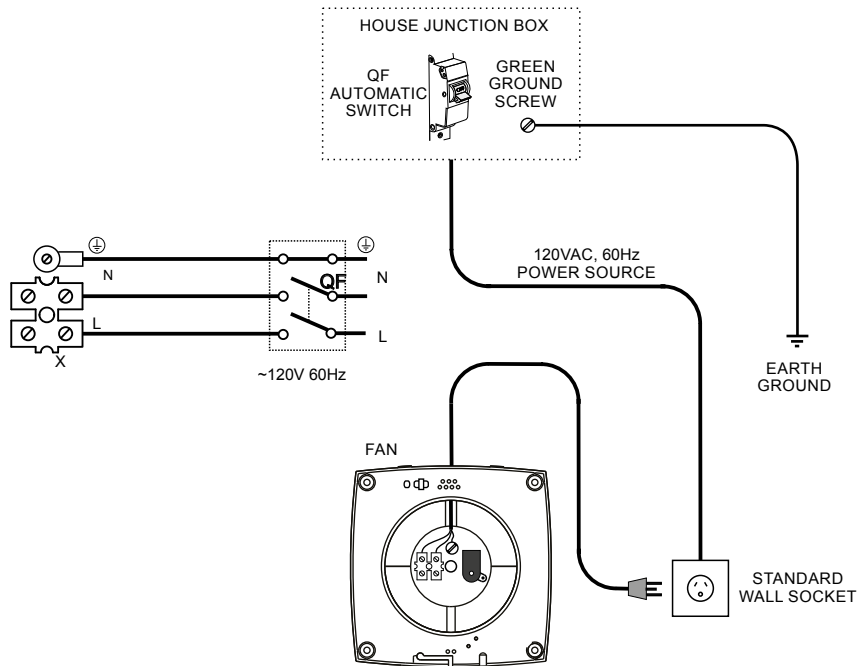 HOUSE JUNCTION BOX
QF
AUTOMATIC
SWITCH
GREEN
GROUND
SCREW
120VAC, 60Hz
POWER SOURCE
N
QF
N
L
L
X
~120V 60Hz
EARTH
GROUND
FAN
STANDARD
WALL SOCKET